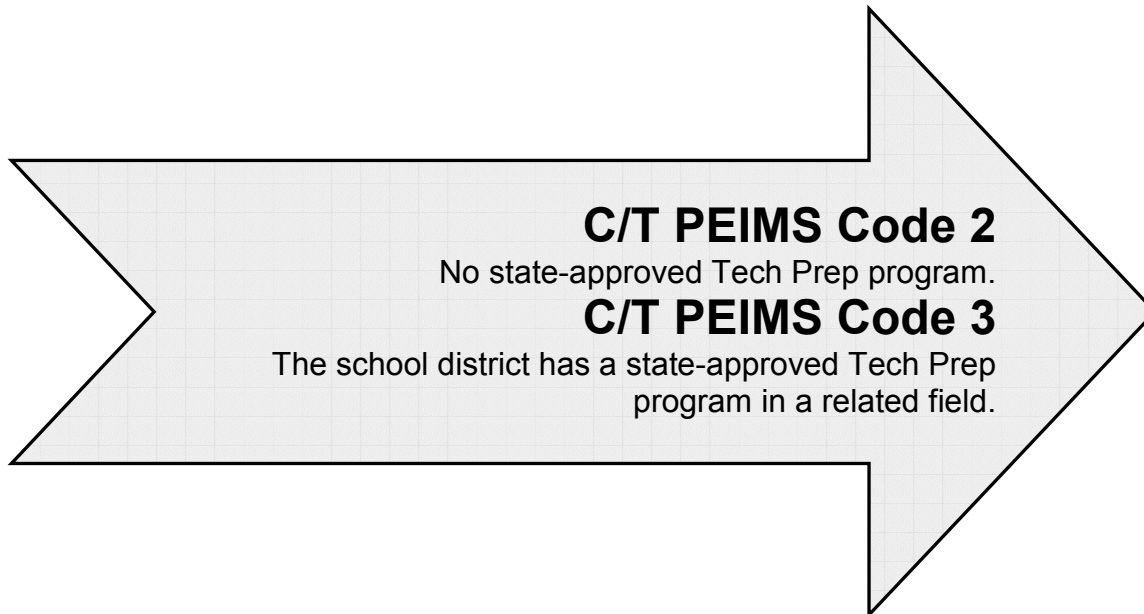 C/T PEIMS Code 2
No state-approved Tech Prep program.
C/T PEIMS Code 3
The school district has a state-approved Tech Prep
program in a related field.